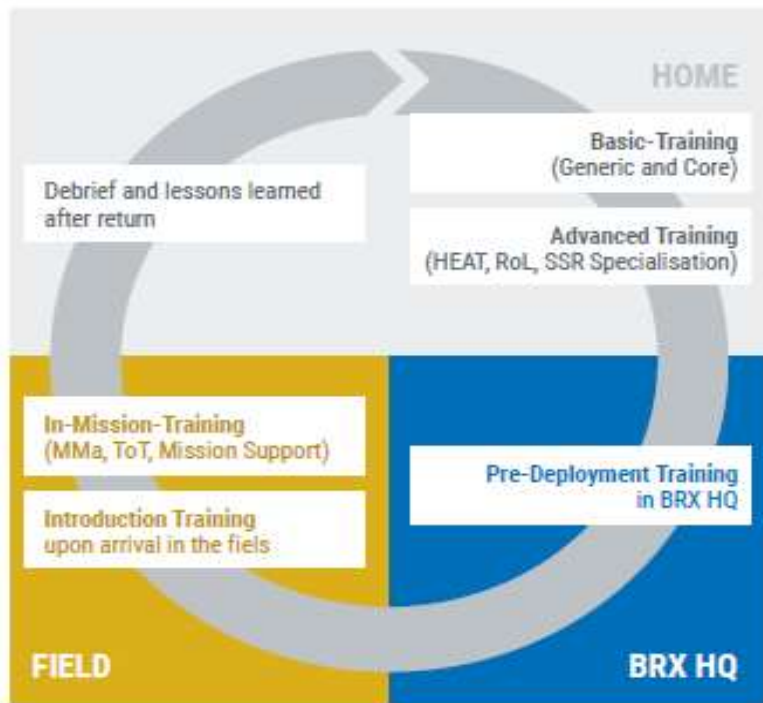 HOME
Basic-Training
(Generic and Core)
Advanced Training
(HEAT, RoL, SSR Specialisation)
Debrief and lessons learned
after return
In-Mission-Training
(MMa, ToT, Mission Support)
Introduction Training
upon arrival in the fiels
Pre-Deployment Training
in BRX HQ
FIELD
BRX HQ